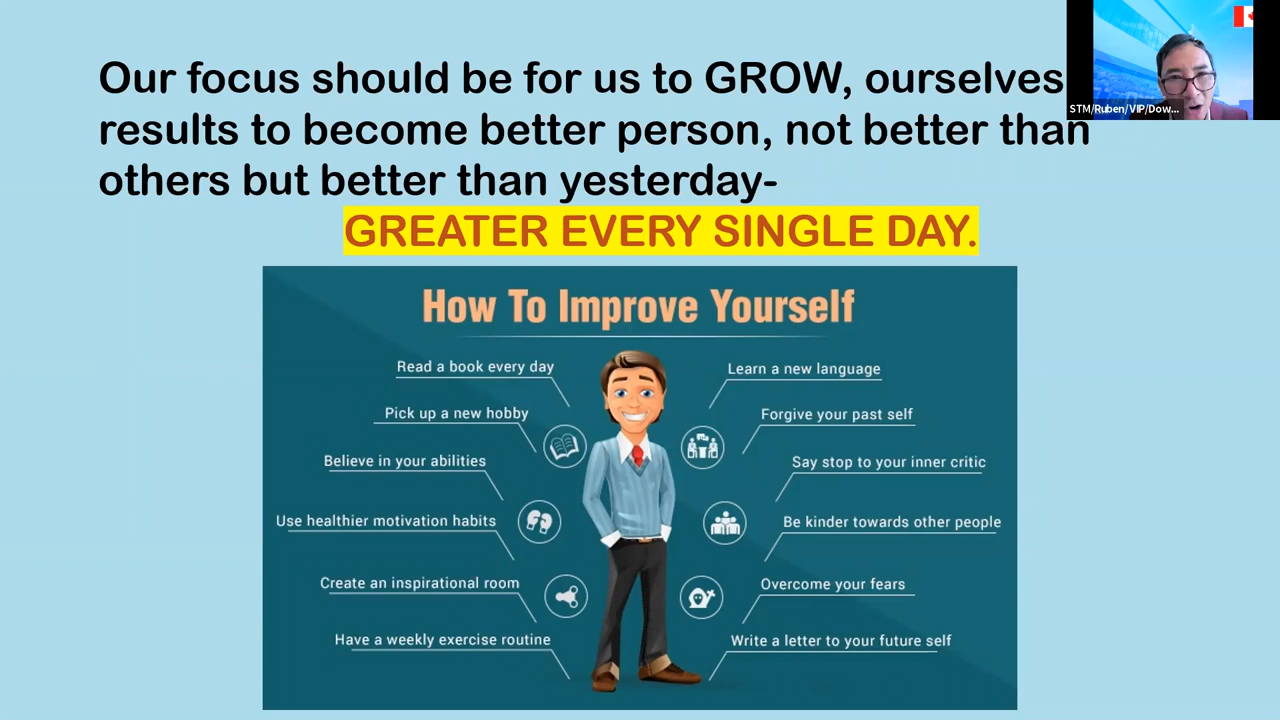 Our focus should be for us to GROW, ourselves
results to become better person, not better than
others but better than yesterday-
GREATER EVERY SINGLE DAY.
STM/Ruben/VIP/Dow...
How To Improve Yourself
Read a book every day
Learn a new language
Pick up a new hobby
Forgive your past self
Believe in your abilities
Say stop to your inner critic
Use healthier motivation habits
Be kinder towards other people
Create an inspirational room
Overcome your fears
Have a weekly exercise routine
Write a letter to your future self